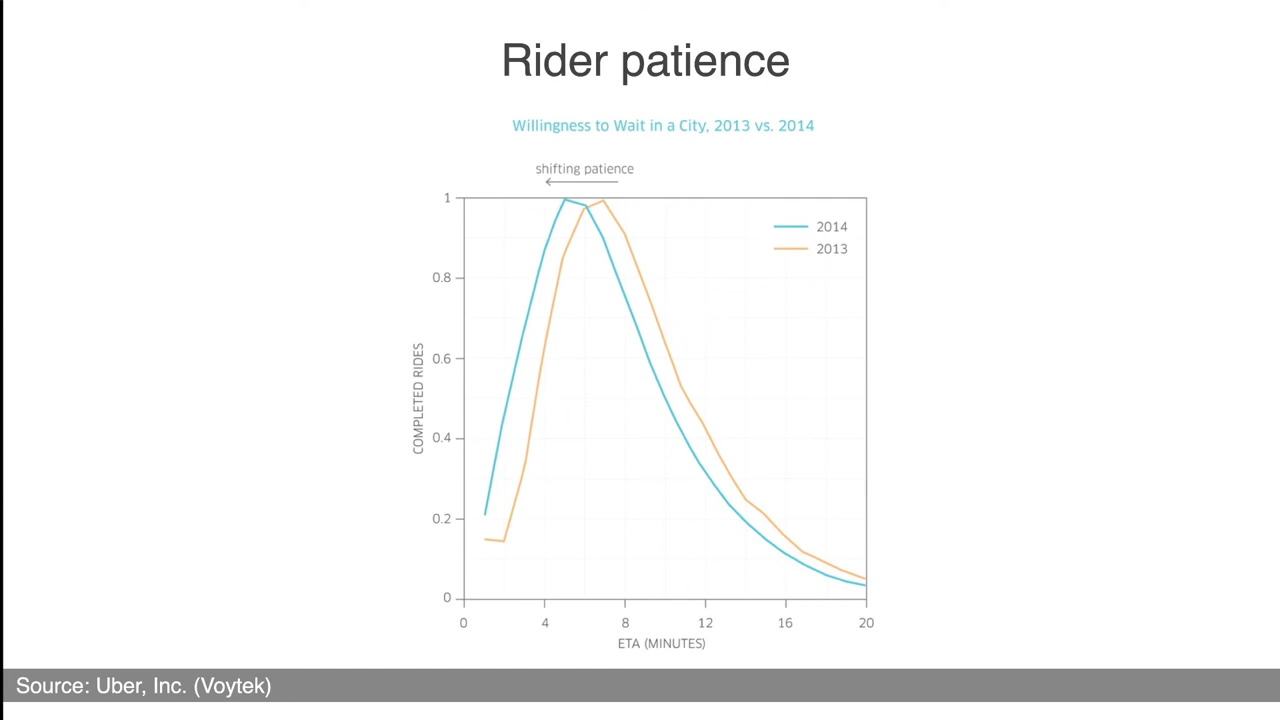 Rider patience
Willingness to Wait in a City, 2013 vs. 2014
shifting patience
1
0.8
0.6
0.4
0.2
0
COMPLETED RIDES
2014
2013
0 4 8 12 16 20
ETA (MINUTES)
Source: Uber, Inc. (Voytek)